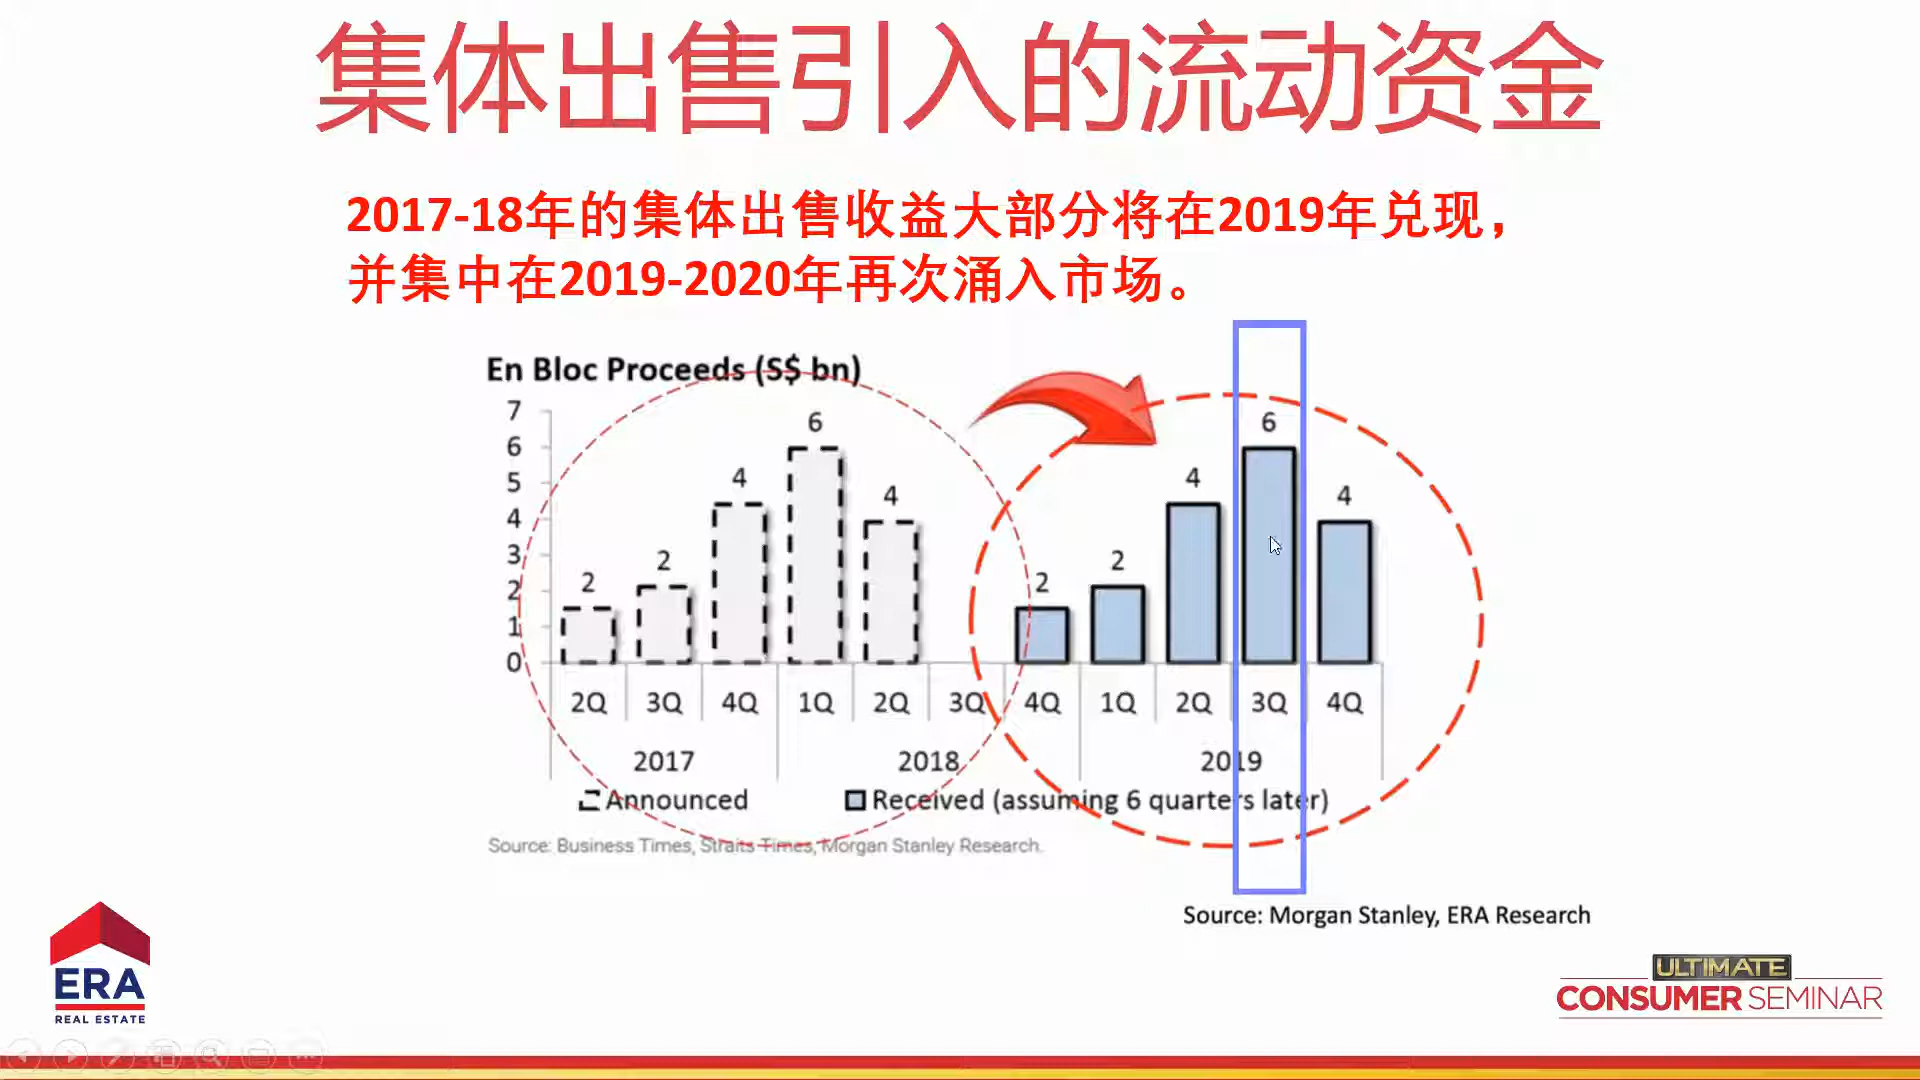 集体出售引入的流动资金
2017-18年的集体出售收益大部分将在2019年兑现，
并集中在2019-2020年再次涌入市场。
En Bloc Proceeds (S$ bn)
7
6
5
4
3
2
1
0
2 2 4 6 4 2 2 4 6 4
2Q 3Q 4Q 1Q 2Q 3Q 4Q 1Q 2Q 3Q 4Q
2017 2018 2019
Announced Received (assuming 6 quarters later)
Source: Business Times, Straits Times, Morgan Stanley Research.
Source: Morgan Stanley, ERA Research
ERA
REAL ESTATE
ULTIMATE
CONSUMER SEMINAR